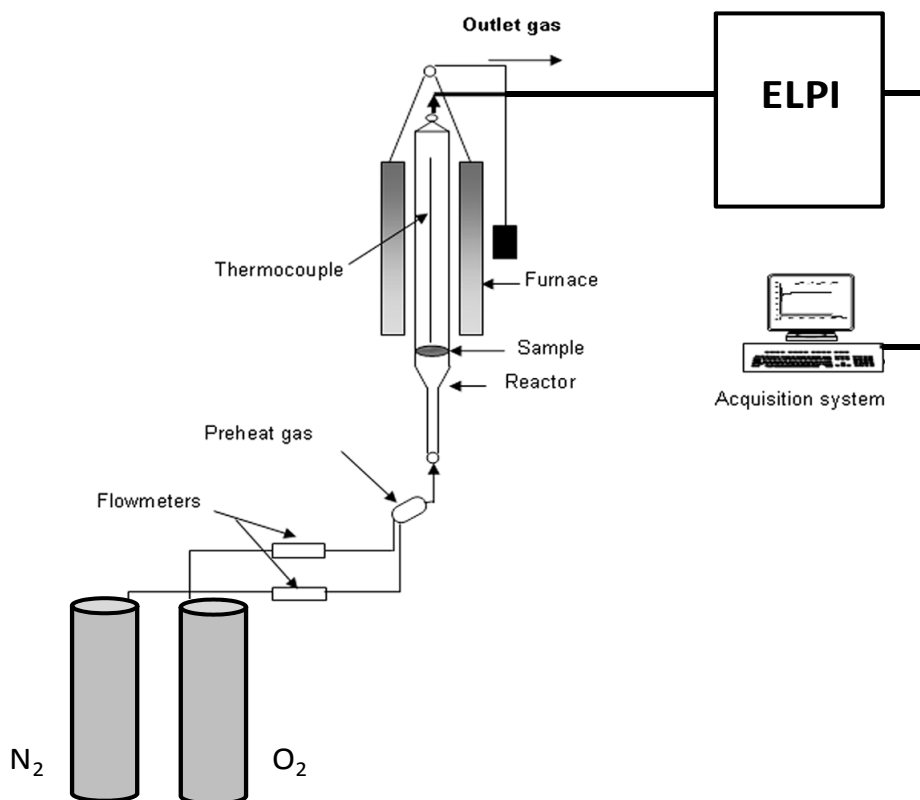 Outlet gas
ELPI
Thermocouple
Furnace
Sample
Reactor
Acquisition system
Preheat gas
Flowmeters
N₂
O₂